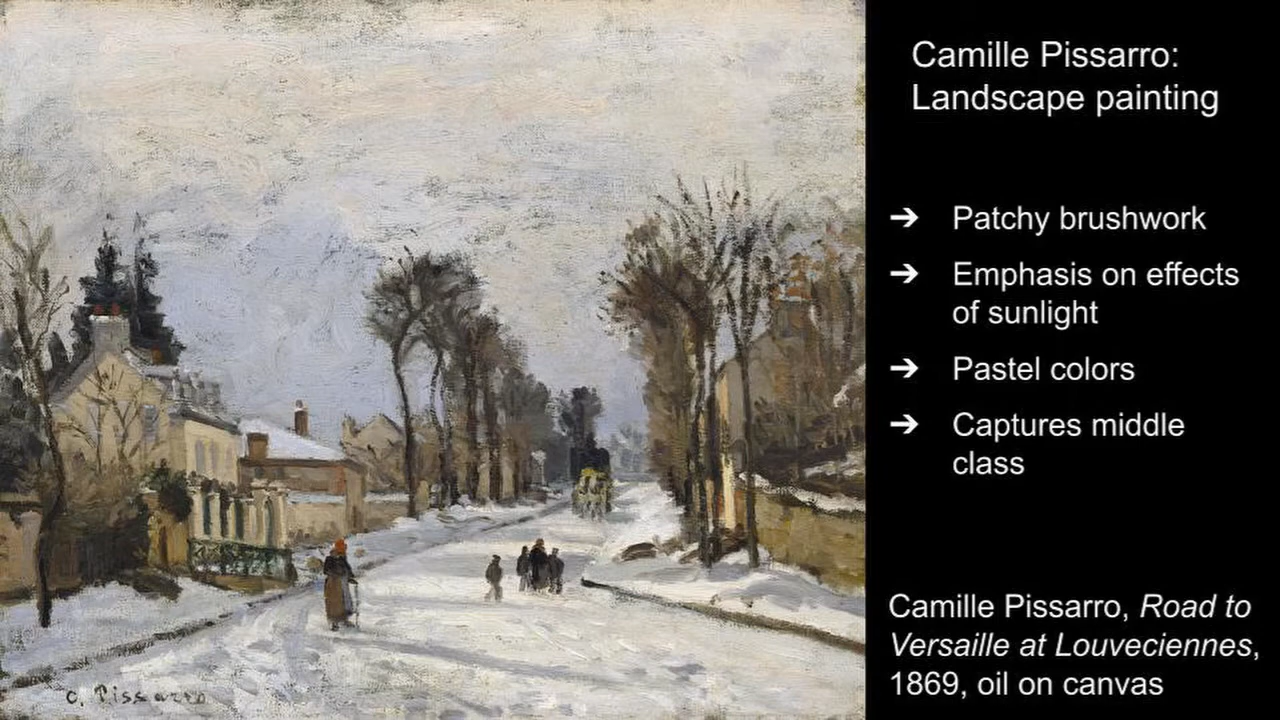 Camille Pissarro:
Landscape painting
➔ Patchy brushwork
➔ Emphasis on effects
of sunlight
➔ Pastel colors
➔ Captures middle
class
Camille Pissarro, Road to
Versaille at Louveciennes,
1869, oil on canvas
C. Pissarro